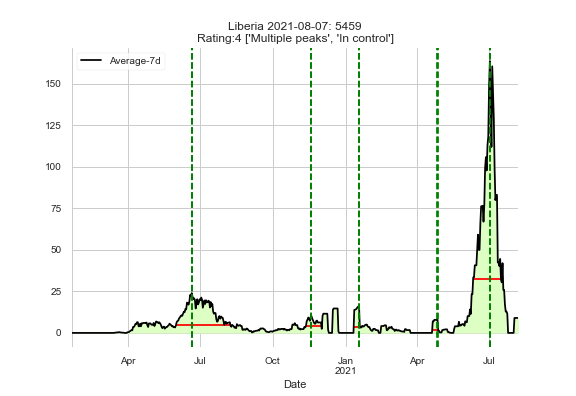 Liberia 2021-08-07: 5459
Rating:4 ['Multiple peaks', 'In control']
Average-7d
150
125
100
75
50
25
0
Apr
Jul
Oct
Jan
2021
Apr
Jul
Date